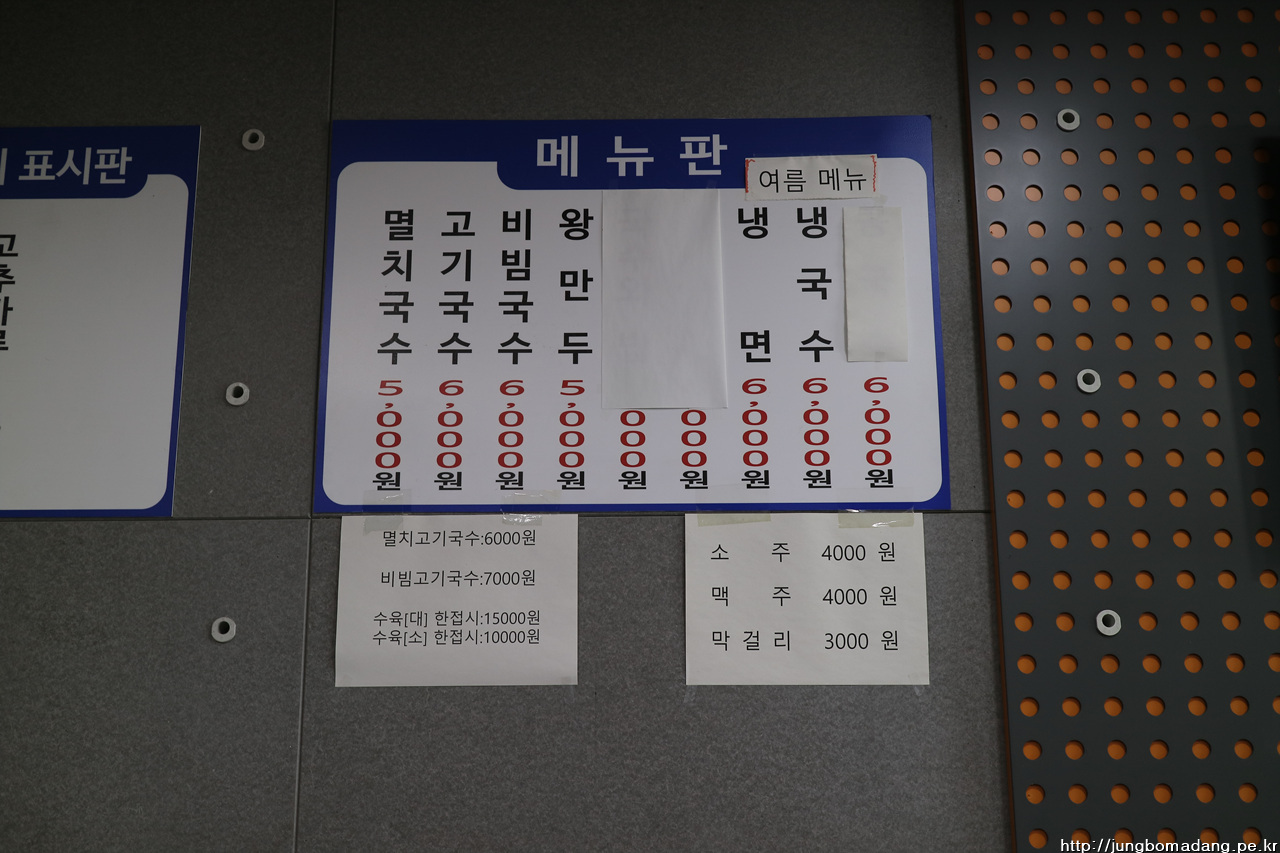 표시판
고
추
가
루
메뉴판
여름 메뉴
멸치국수 5,000원
고기국수 6,000원
비빔국수 6,000원
왕만두 5,000원
00원
00원
냉면 6,000원
냉국수 6,000원
6,000원
멸치고기국수:6000원
비빔고기국수:7000원
수육[대] 한접시:15000원
수육[소] 한접시:10000원
소 주 4000 원
맥 주 4000 원
막 걸 리 3000 원
http://jungbomadang.pe.kr